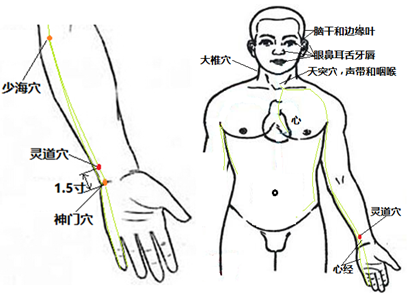 少海穴
灵道穴
1.5寸
神门穴
脑干和边缘叶
眼鼻耳舌牙唇
大椎穴
天突穴，声带和咽喉
心
灵道穴
心经